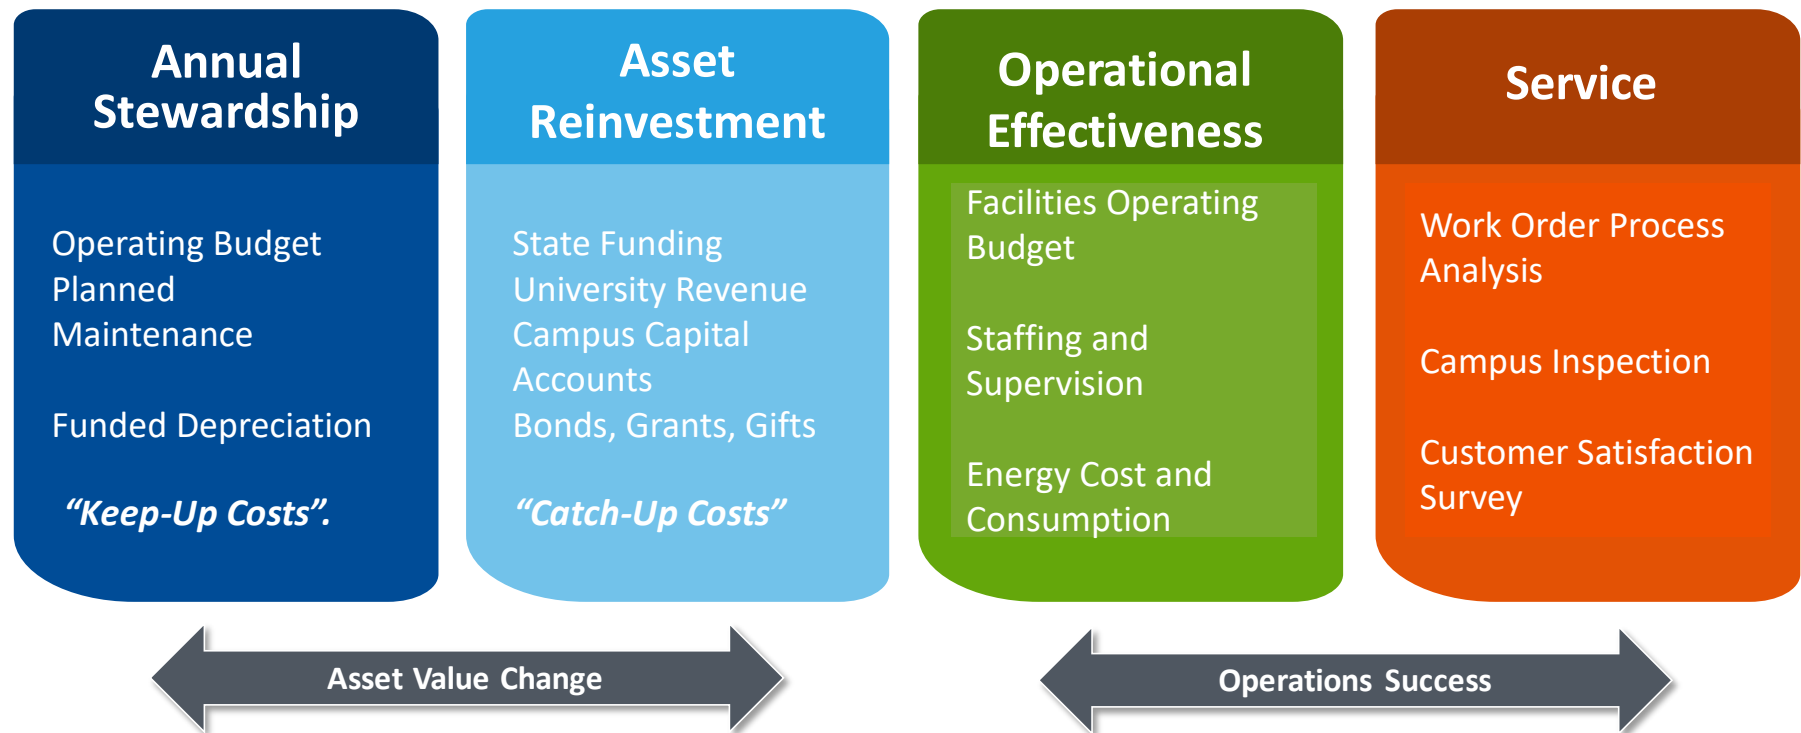 Annual
Stewardship
Operating Budget
Planned
Maintenance
Funded Depreciation
“Keep-Up Costs”.
Asset
Reinvestment
State Funding
University Revenue
Campus Capital
Accounts
Bonds, Grants, Gifts
“Catch-Up Costs”
Operational
Effectiveness
Facilities Operating
Budget
Staffing and
Supervision
Energy Cost and
Consumption
Service
Work Order Process
Analysis
Campus Inspection
Customer Satisfaction
Survey
Asset Value Change
Operations Success